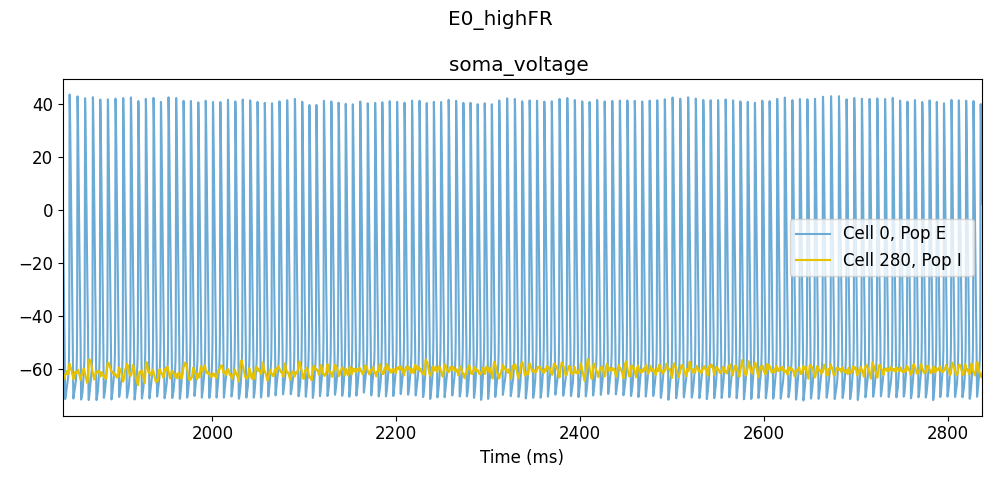 E0_highFR
soma_voltage
40
20
0
−20
−40
−60
Cell 0, Pop E
Cell 280, Pop I
2000 2200 2400 2600 2800
Time (ms)